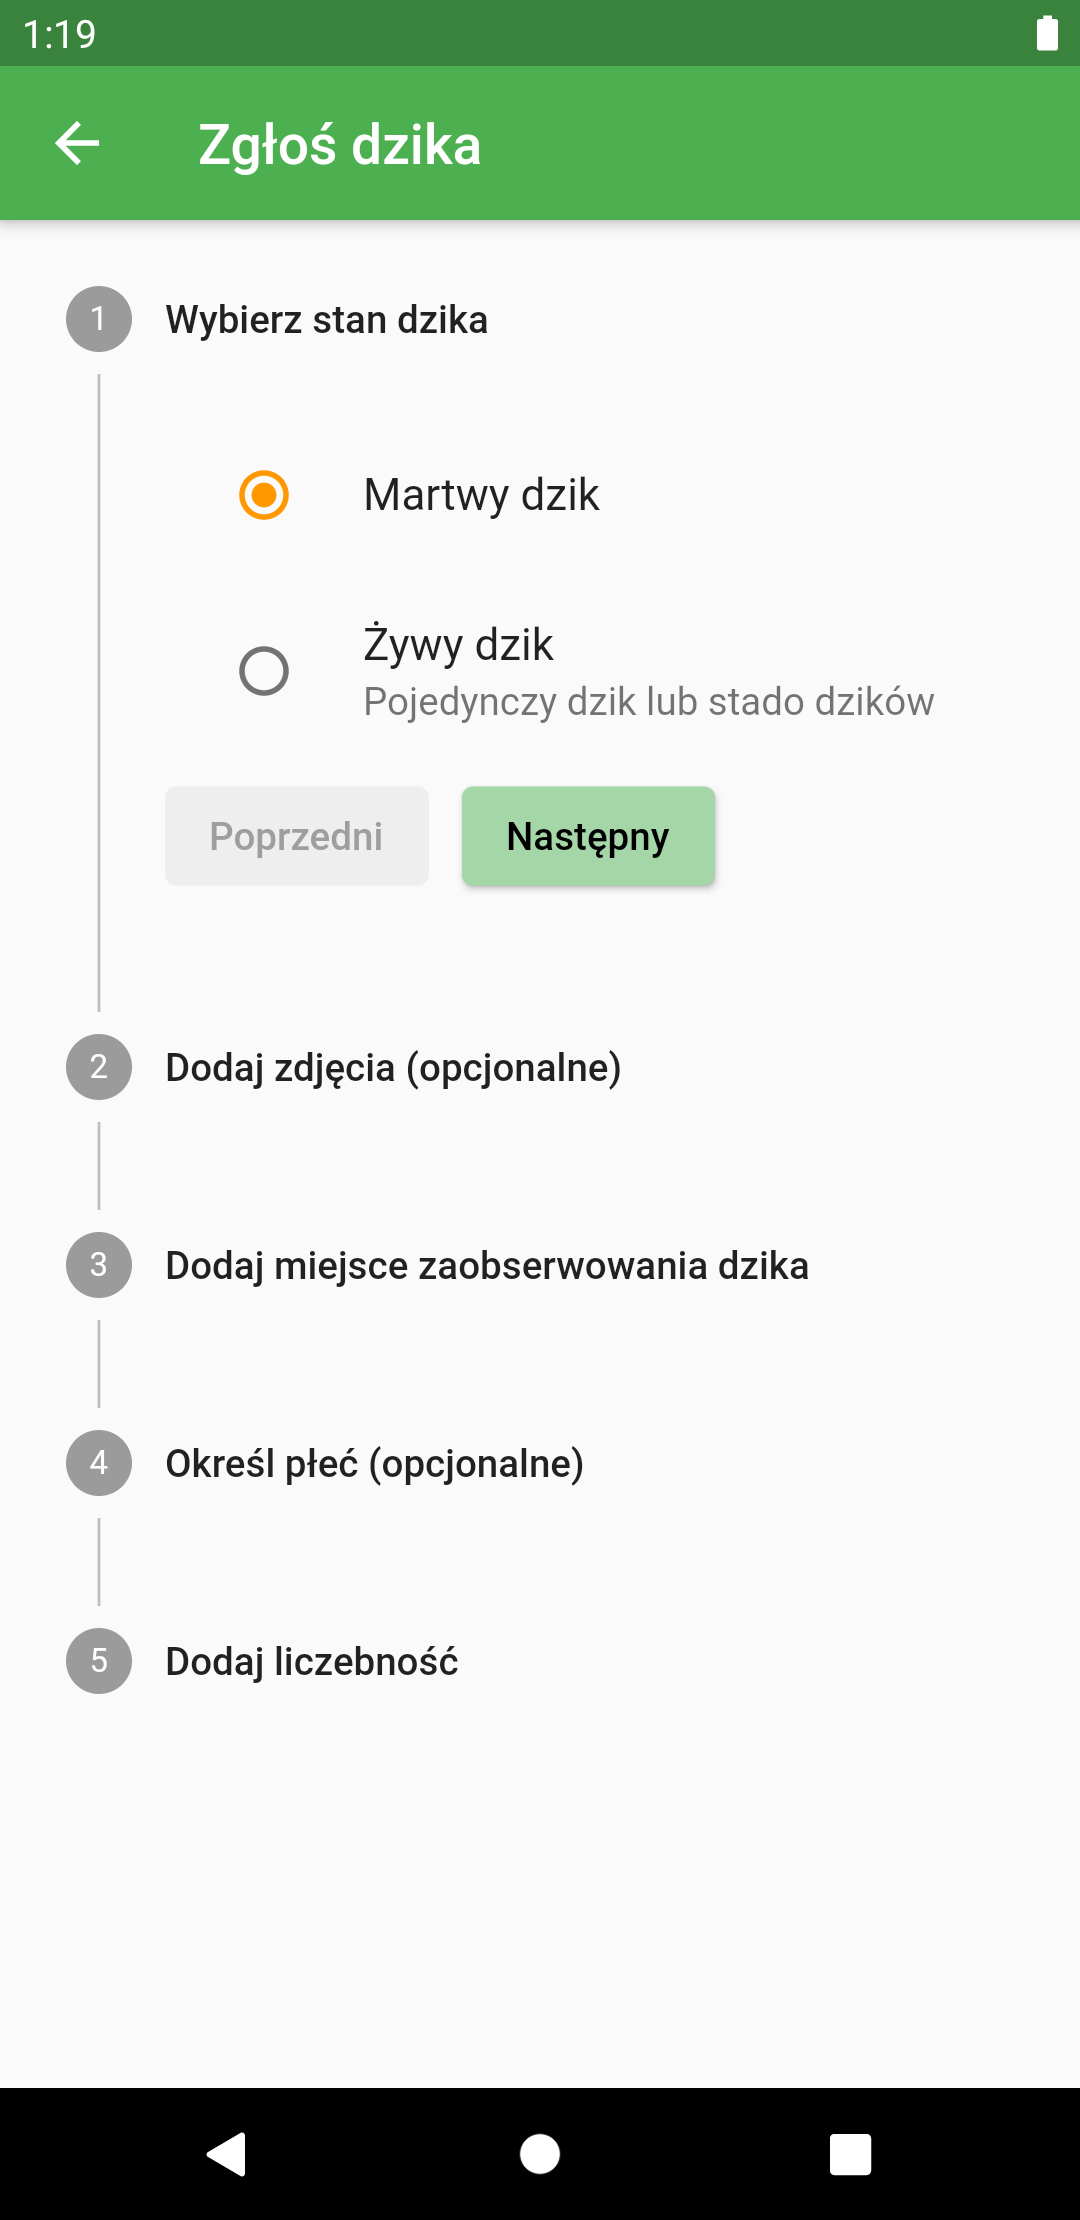 1:19
Zgłoś dzika
1
Wybierz stan dzika
Martwy dzik
Żywy dzik
Pojedynczy dzik lub stado dzików
Poprzedni
Następny
2
Dodaj zdjęcia (opcjonalne)
3
Dodaj miejsce zaobserwowania dzika
4
Określ płeć (opcjonalne)
5
Dodaj liczebność